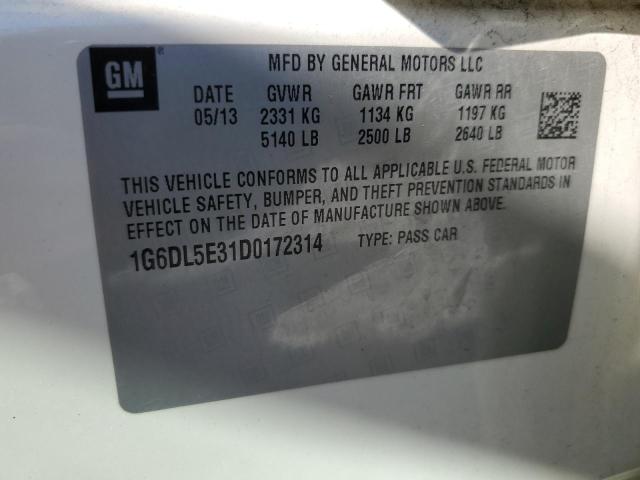 GM
MFD BY GENERAL MOTORS LLC
DATE GVWR GAWR FRT GAWR RR
05/13 2331 KG 1134 KG 1197 KG
5140 LB 2500 LB 2640 LB
THIS VEHICLE CONFORMS TO ALL APPLICABLE U.S. FEDERAL MOTOR
VEHICLE SAFETY, BUMPER, AND THEFT PREVENTION STANDARDS IN
EFFECT ON THE DATE OF MANUFACTURE SHOWN ABOVE.
1G6DL5E31D0172314 TYPE: PASS CAR